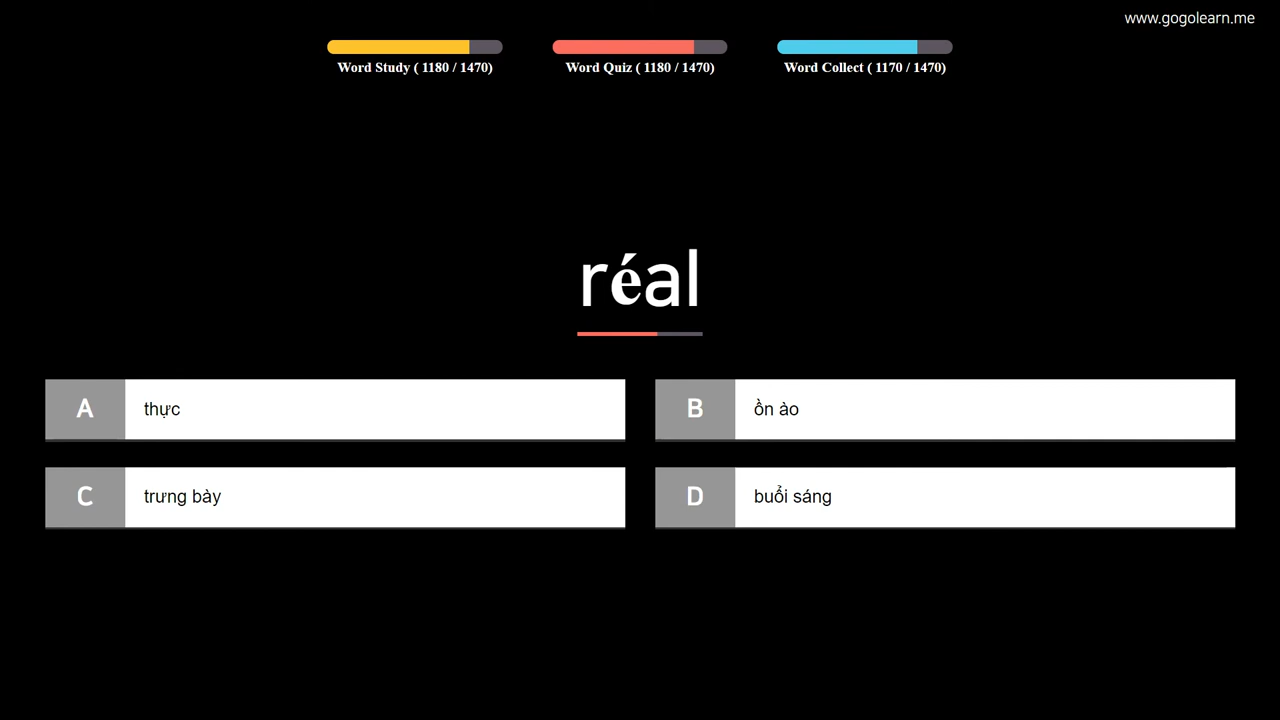 www.gogolearn.me
Word Study ( 1180 / 1470)
Word Quiz ( 1180 / 1470)
Word Collect ( 1170 / 1470)
réal
A thực
B ồn ào
C trưng bày
D buổi sáng